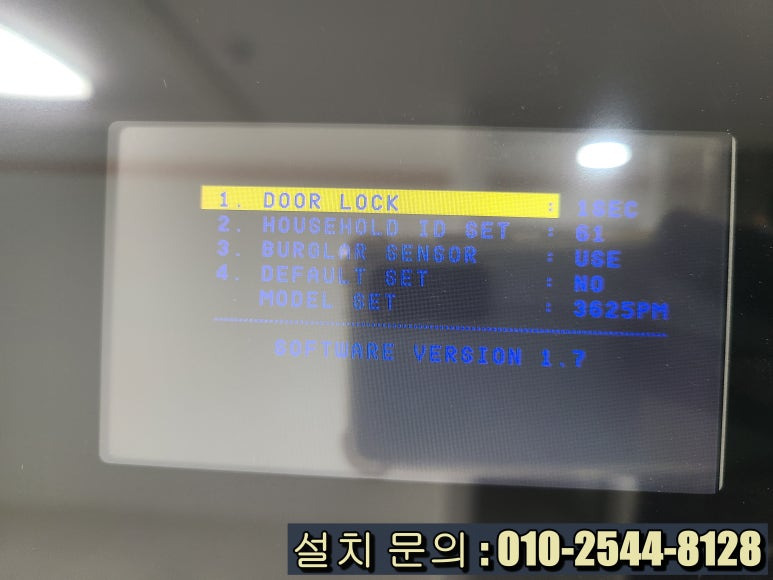 1. DOOR LOCK : 1SEC
2. HOUSEHOLD ID SET : 61
3. BURGLAR SENSOR : USE
4. DEFAULT SET : NO
MODEL SET : 3625PM
SOFTWARE VERSION 1.7
설치 문의 : 010-2544-8128